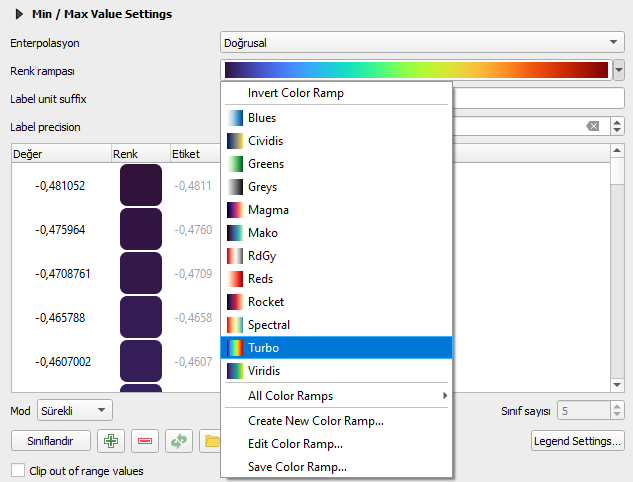 Min / Max Value Settings
Enterpolasyon Doğrusal
Renk rampası
Label unit suffix
Label precision
Invert Color Ramp
Blues
Cividis
Greens
Greys
Magma
Mako
RdGy
Reds
Rocket
Spectral
Turbo
Viridis
All Color Ramps
Create New Color Ramp...
Edit Color Ramp...
Save Color Ramp...
Değer Renk Etiket
-0,481052 -0,4811
-0,475964 -0,4760
-0,4708761 -0,4709
-0,465788 -0,4658
-0,4607002 -0,4607
Mod Sürekli Sınıf sayısı 5
Sınıflandır Legend Settings...
Clip out of range values